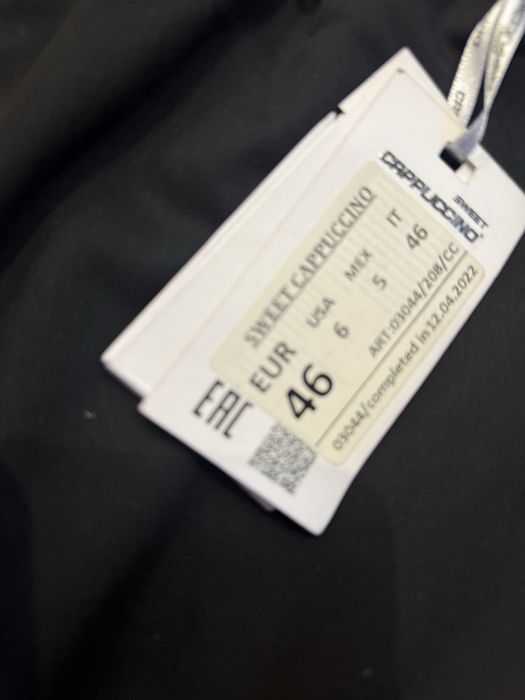 SWEET
CAPPUCCINO
SWEET CAPPUCCINO
EUR USA MEX IT
46 6 5 46
ART:03044/208/CC
03044/completed in 12.04.2022
EAC